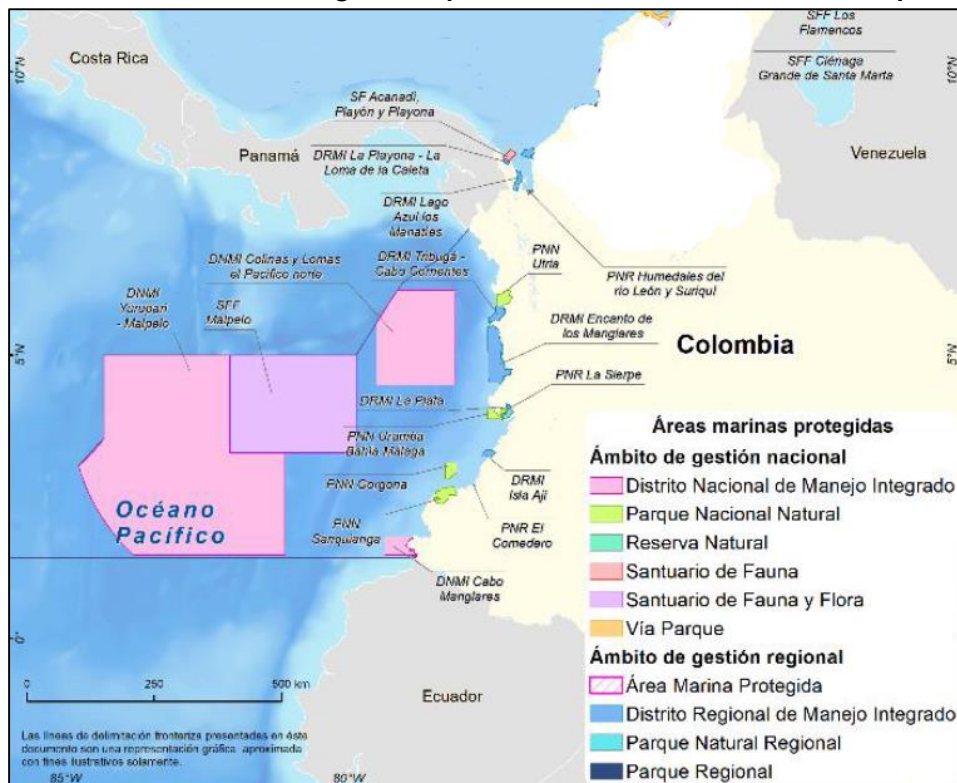 Costa Rica
10°N
SFF Los
Flamencos
SFF Ciénaga
Grande de Santa Marta
10°N
SF Acandí,
Playón y Playona
Panamá
DRMI La Playona - La
Loma de la Caleta
Venezuela
DRMI Lago
Azul los
Manatíes
DNMI Colinas y Lomas
el Pacífico norte
DRMI Tribugá -
Cabo Corrientes
PNN
Utría
PNR Humedales del
río León y Suriquí
DNMI
Yuruparí
- Malpelo
SFF
Malpelo
DRMI Encanto de
los Manglares
5°N
Colombia
5°N
PNR La Sierpe
DRMI La Plata
PNN Uramba
Bahía Málaga
PNN Gorgona
DRMI
Isla Ají
Océano
Pacífico
PNN
Sanquianga
PNR El
Comedero
DNMI Cabo
Manglares
0°
0
250
500 km
Ecuador
Las líneas de delimitación fronteriza presentadas en éste
documento son una representación gráfica aproximada
con fines ilustrativos solamente.
85°W
80°W
Áreas marinas protegidas
Ámbito de gestión nacional
Distrito Nacional de Manejo Integrado
Parque Nacional Natural
Reserva Natural
Santuario de Fauna
Santuario de Fauna y Flora
Vía Parque
Ámbito de gestión regional
Área Marina Protegida
Distrito Regional de Manejo Integrado
Parque Natural Regional
Parque Regional